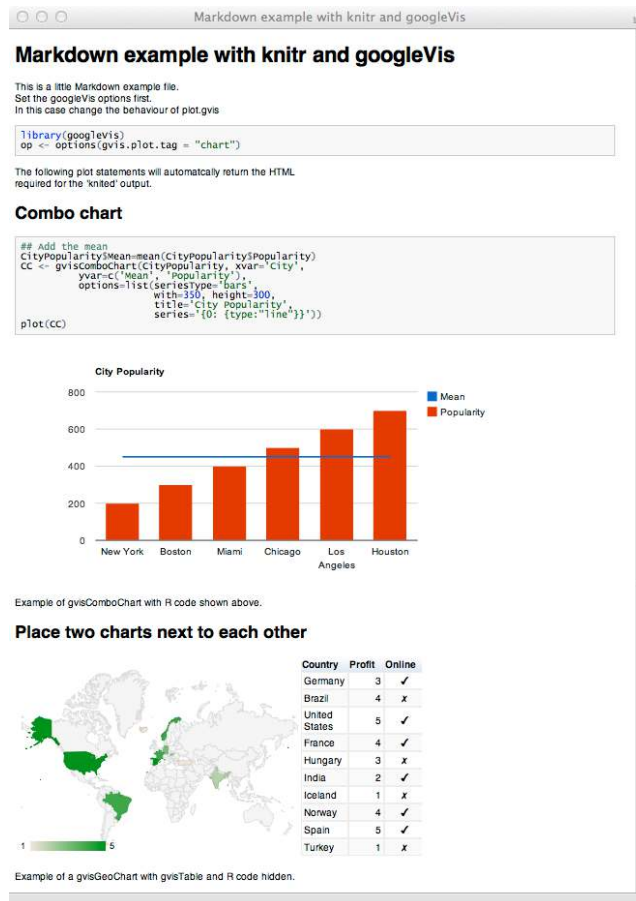 Markdown example with knitr and googleVis
Markdown example with knitr and googleVis
This is a little Markdown example file.
Set the googleVis options first.
In this case change the behaviour of plot.gvis
library(googleVis)
op <- options(gvis.plot.tag = "chart")
The following plot statements will automatcally return the HTML
required for the 'knited' output.
Combo chart
## Add the mean
CityPopularity$Mean=mean(CityPopularity$Popularity)
CC <- gvisComboChart(CityPopularity, xvar='City',
yvar=c('Mean', 'Popularity'),
options=list(seriesType='bars',
with=350, height=300,
title='City Popularity',
series='{0: {type:"line"}}'))
plot(CC)
City Popularity
800
600
400
200
0
New York Boston Miami Chicago Los Angeles Houston
Mean
Popularity
Example of gvisComboChart with R code shown above.
Place two charts next to each other
Country Profit Online
Germany 3 ✓
Brazil 4 x
United States 5 ✓
France 4 ✓
Hungary 3 x
India 2 ✓
Iceland 1 x
Norway 4 ✓
Spain 5 ✓
Turkey 1 x
1 5
Example of a gvisGeoChart with gvisTable and R code hidden.